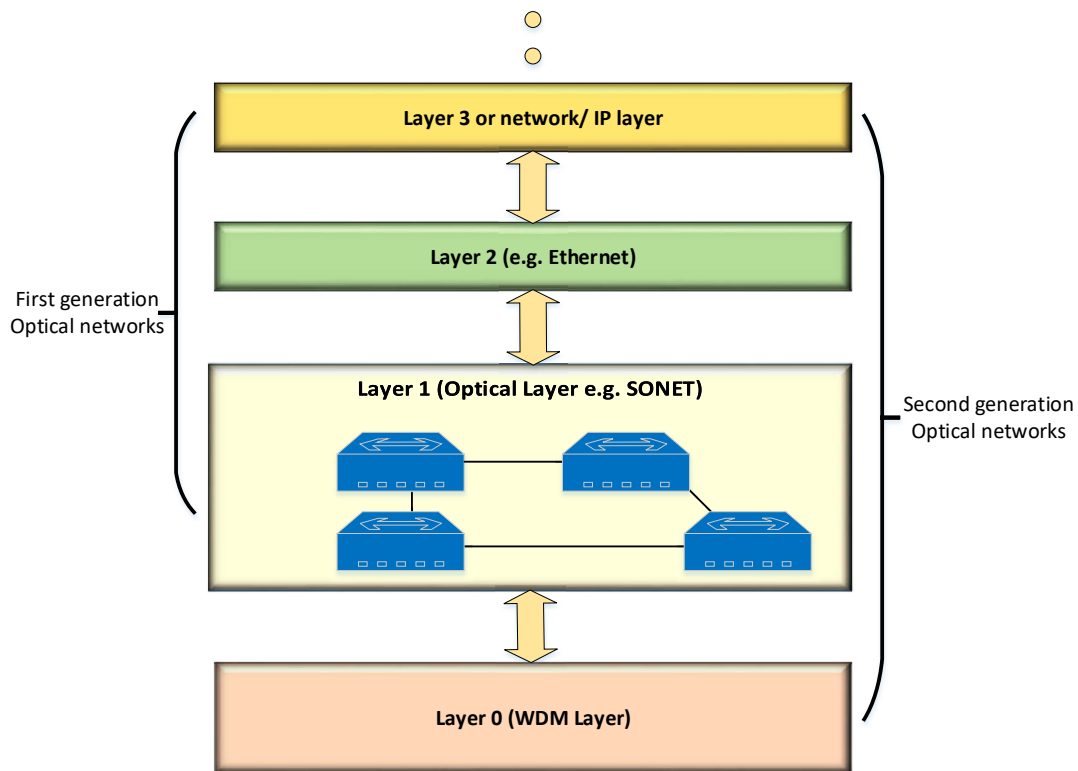 Layer 3 or network/ IP layer
Layer 2 (e.g. Ethernet)
First generation
Optical networks
Layer 1 (Optical Layer e.g. SONET)
Second generation
Optical networks
Layer 0 (WDM Layer)